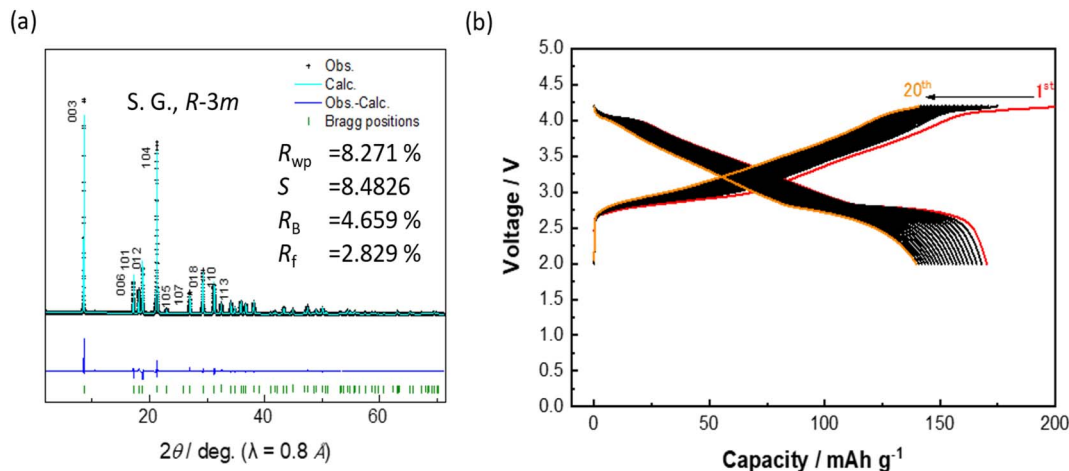 (a)
+ Obs.
Calc.
Obs.-Calc.
| Bragg positions
S. G., R-3m
Rwp =8.271 %
S =8.4826
RB =4.659 %
Rf =2.829 %
003
006
101
012
104
105
107
018
110
113
20
40
60
2θ/ deg. (λ = 0.8 Å)
(b)
5.0
4.5
4.0
3.5
3.0
2.5
2.0
1.5
1.0
0.5
0.0
Voltage / V
20th
1st
0
50
100
150
200
Capacity / mAh g-1